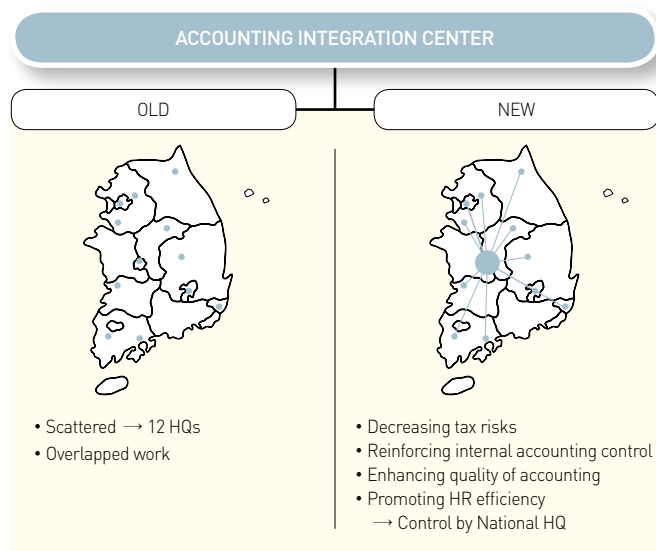 ACCOUNTING INTEGRATION CENTER
OLD
NEW
• Scattered → 12 HQs
• Overlapped work
• Decreasing tax risks
• Reinforcing internal accounting control
• Enhancing quality of accounting
• Promoting HR efficiency
→ Control by National HQ